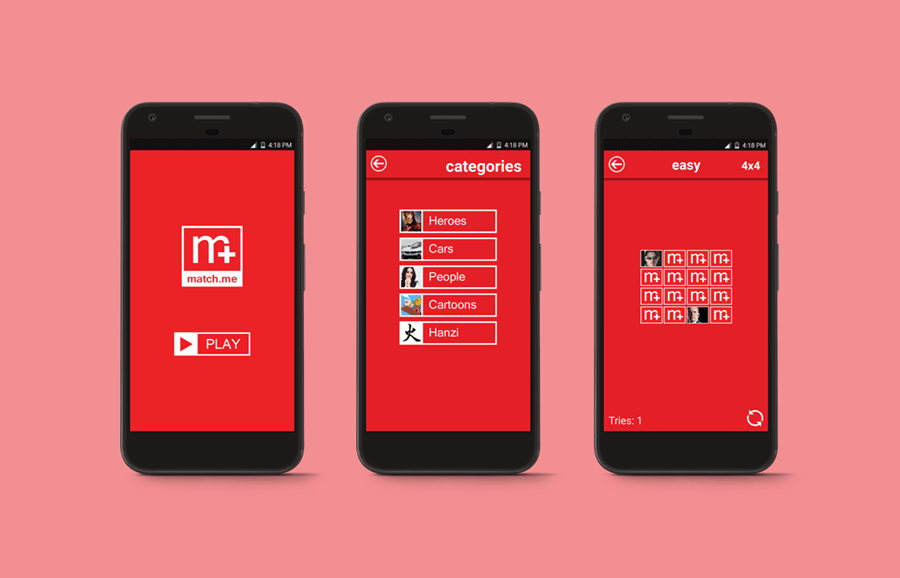 4:18 PM
m+
match.me
PLAY
4:18 PM
categories
Heroes
Cars
People
Cartoons
火 Hanzi
4:18 PM
easy 4x4
m+ m+ m+
m+ m+ m+ m+
m+ m+ m+ m+
m+ m+ m+
Tries: 1